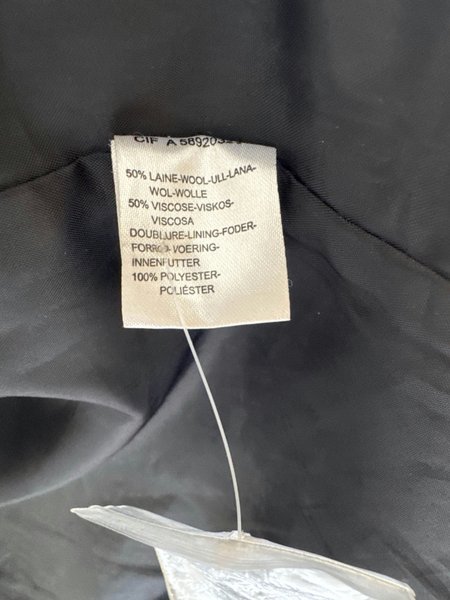 CIF A
50% LAINE-WOOL-ULL-LANA-
WOL-WOLLE
50% VISCOSE-VISKOS-
VISCOSA
DOUBLURE-LINING-FODER-
FORRO-VOERING-
INNENFUTTER
100% POLYESTER-
POLIÉSTER